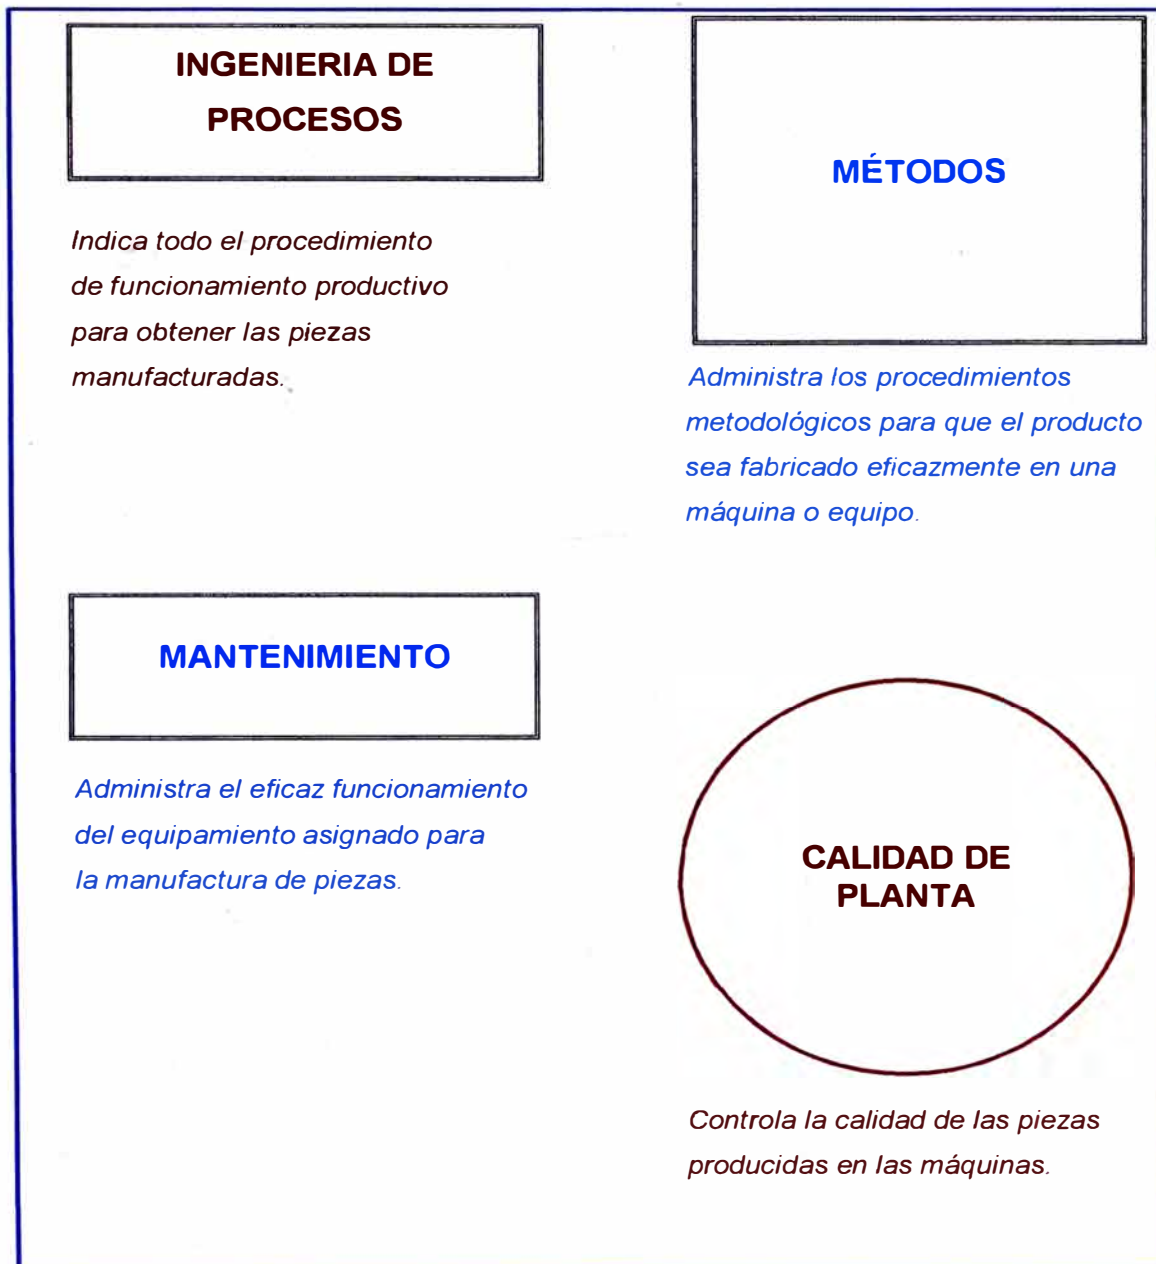 INGENIERIA DE
PROCESOS
Indica todo el procedimiento
de funcionamiento productivo
para obtener las piezas
manufacturadas.
MÉTODOS
Administra los procedimientos
metodológicos para que el producto
sea fabricado eficazmente en una
máquina o equipo.
MANTENIMIENTO
Administra el eficaz funcionamiento
del equipamiento asignado para
la manufactura de piezas.
CALIDAD DE
PLANTA
Controla la calidad de las piezas
producidas en las máquinas.